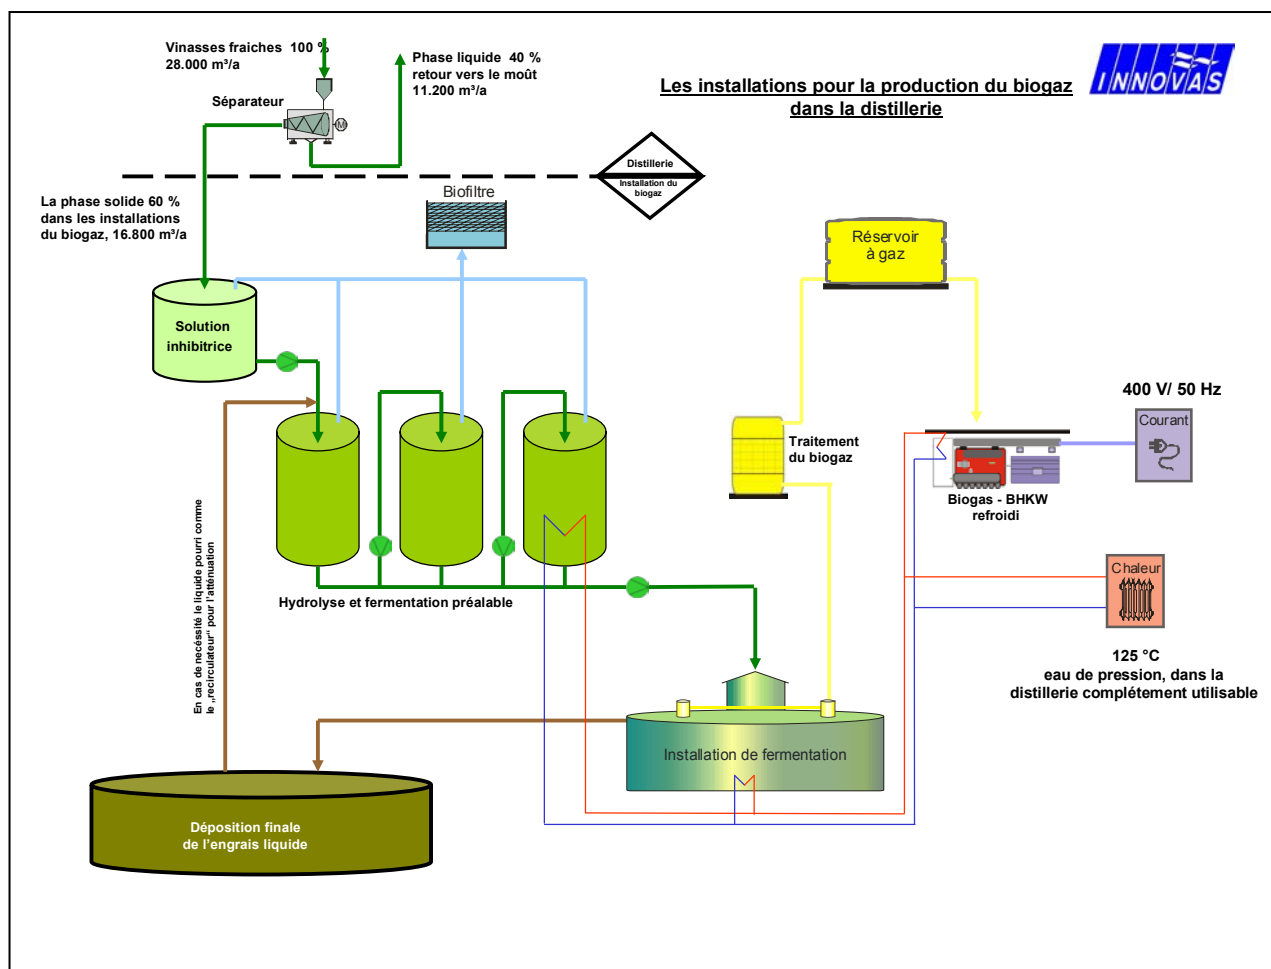 Vinasses fraiches  100 %
28.000 m³/a
Phase liquide  40 %
retour vers le moût
11.200 m³/a
Les installations pour la production du biogaz
dans la distillerie
INNOVAS
Séparateur
M
Distillerie
Installation du
biogaz
La phase solide 60 %
dans les installations
du biogaz, 16.800 m³/a
Biofiltre
Réservoir
à gaz
Solution
inhibitrice
400 V/ 50 Hz
Courant
Traitement
du biogaz
Biogas - BHKW
refroidi
En cas de necéssité le liquide pourri comme
le „recirculateur“ pour l'atténuation
Hydrolyse et fermentation préalable
Chaleur
125 °C
eau de pression, dans la
distillerie complétement utilisable
Installation de fermentation
Déposition finale
de l'engrais liquide